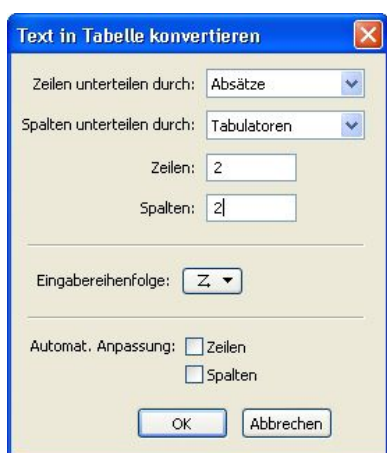 Text in Tabelle konvertieren
Zeilen unterteilen durch: Absätze
Spalten unterteilen durch: Tabulatoren
Zeilen: 2
Spalten: 2
Eingabereihenfolge:
Automat. Anpassung: Zeilen
Spalten
OK Abbrechen